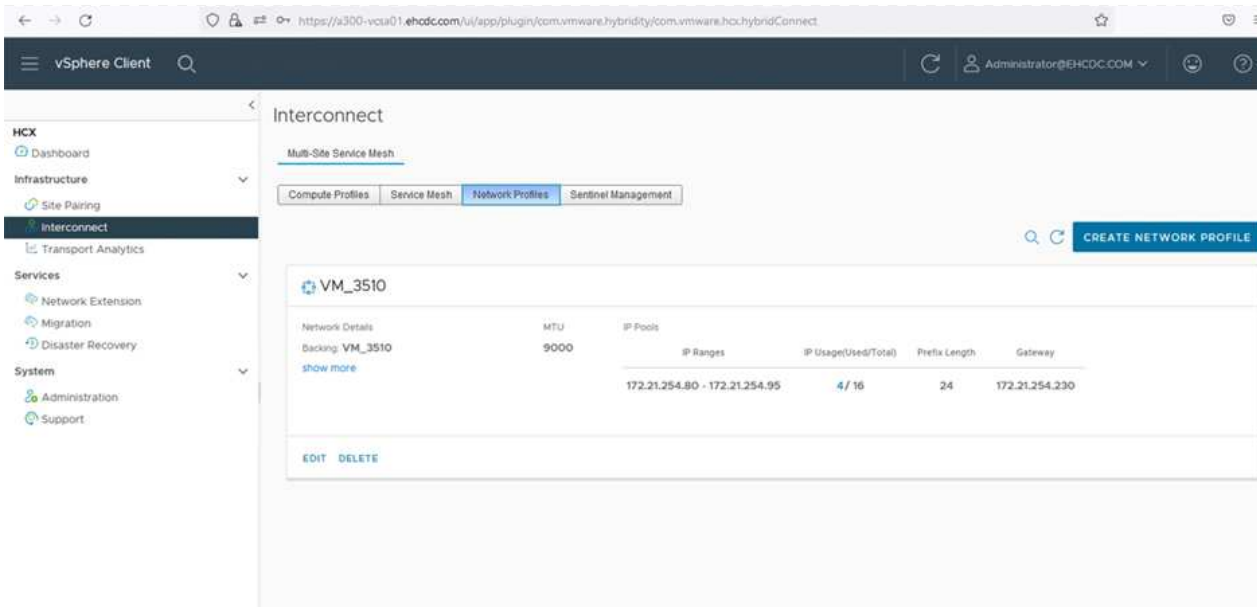 https://a300-vcsa01.ehcdc.com/ui/app/plugin/com.vmware.hybridity/com.vmware.hcx.hybridConnect
vSphere Client
Administrator@EHCDC.COM
Interconnect
HCX
Dashboard
Multi-Site Service Mesh
Infrastructure
Compute Profiles Service Mesh Network Profiles Sentinel Management
Site Pairing
Interconnect
CREATE NETWORK PROFILE
Transport Analytics
Services
VM_3510
Network Extension
Migration
Disaster Recovery
Network Details MTU IP Pools
Backing: VM_3510 9000 IP Ranges IP Usage(Used/Total) Prefix Length Gateway
show more
172.21.254.80 - 172.21.254.95 4/ 16 24 172.21.254.230
System
Administration
Support
EDIT DELETE